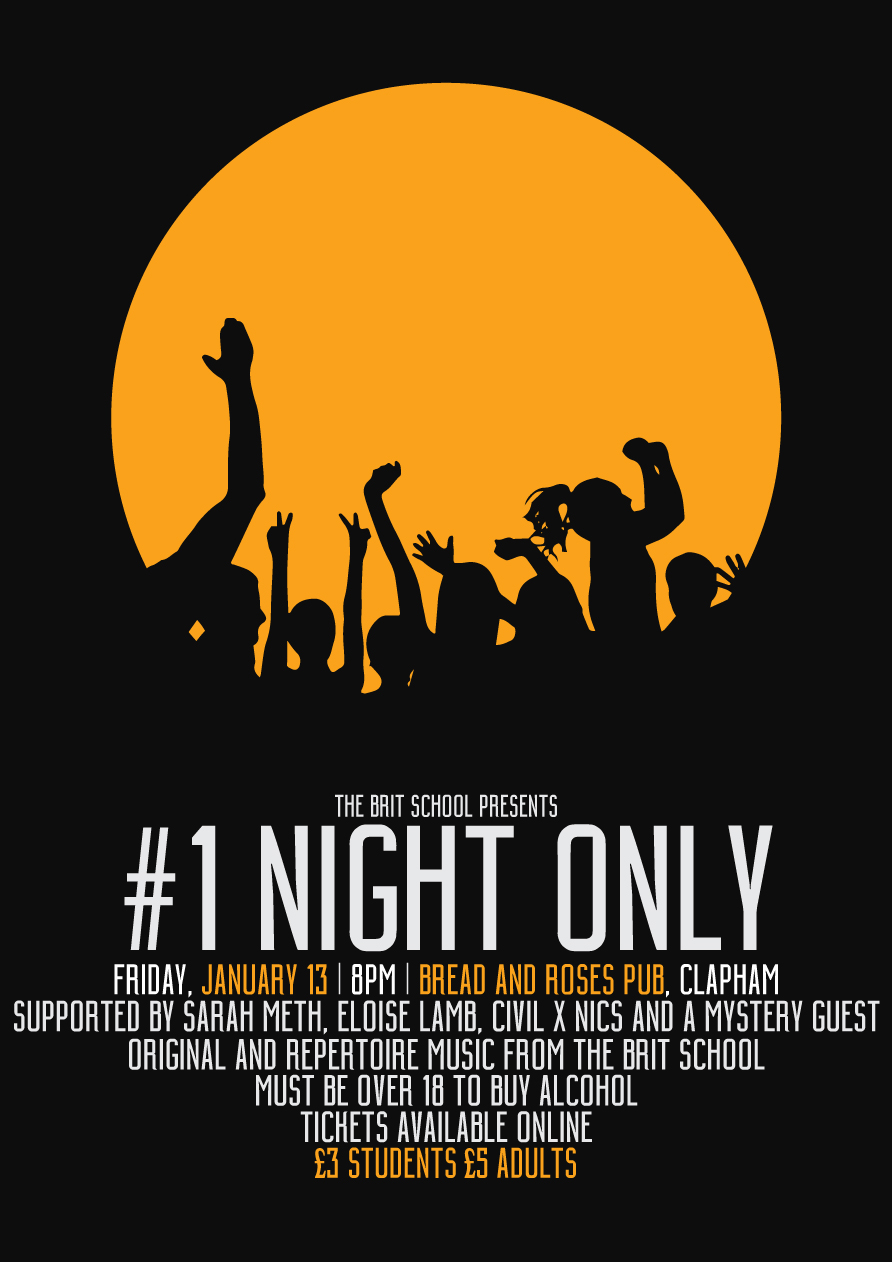 THE BRIT SCHOOL PRESENTS
#1 NIGHT ONLY
FRIDAY, JANUARY 13 | 8PM | BREAD AND ROSES PUB, CLAPHAM
SUPPORTED BY SARAH METH, ELOISE LAMB, CIVIL X NICS AND A MYSTERY GUEST
ORIGINAL AND REPERTOIRE MUSIC FROM THE BRIT SCHOOL
MUST BE OVER 18 TO BUY ALCOHOL
TICKETS AVAILABLE ONLINE
£3 STUDENTS £5 ADULTS